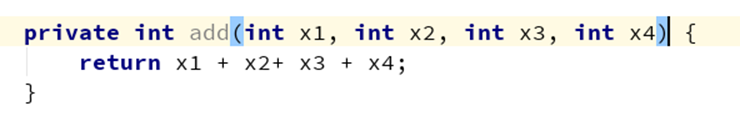 private int add(int x1, int x2, int x3, int x4) {
    return x1 + x2+ x3 + x4;
}